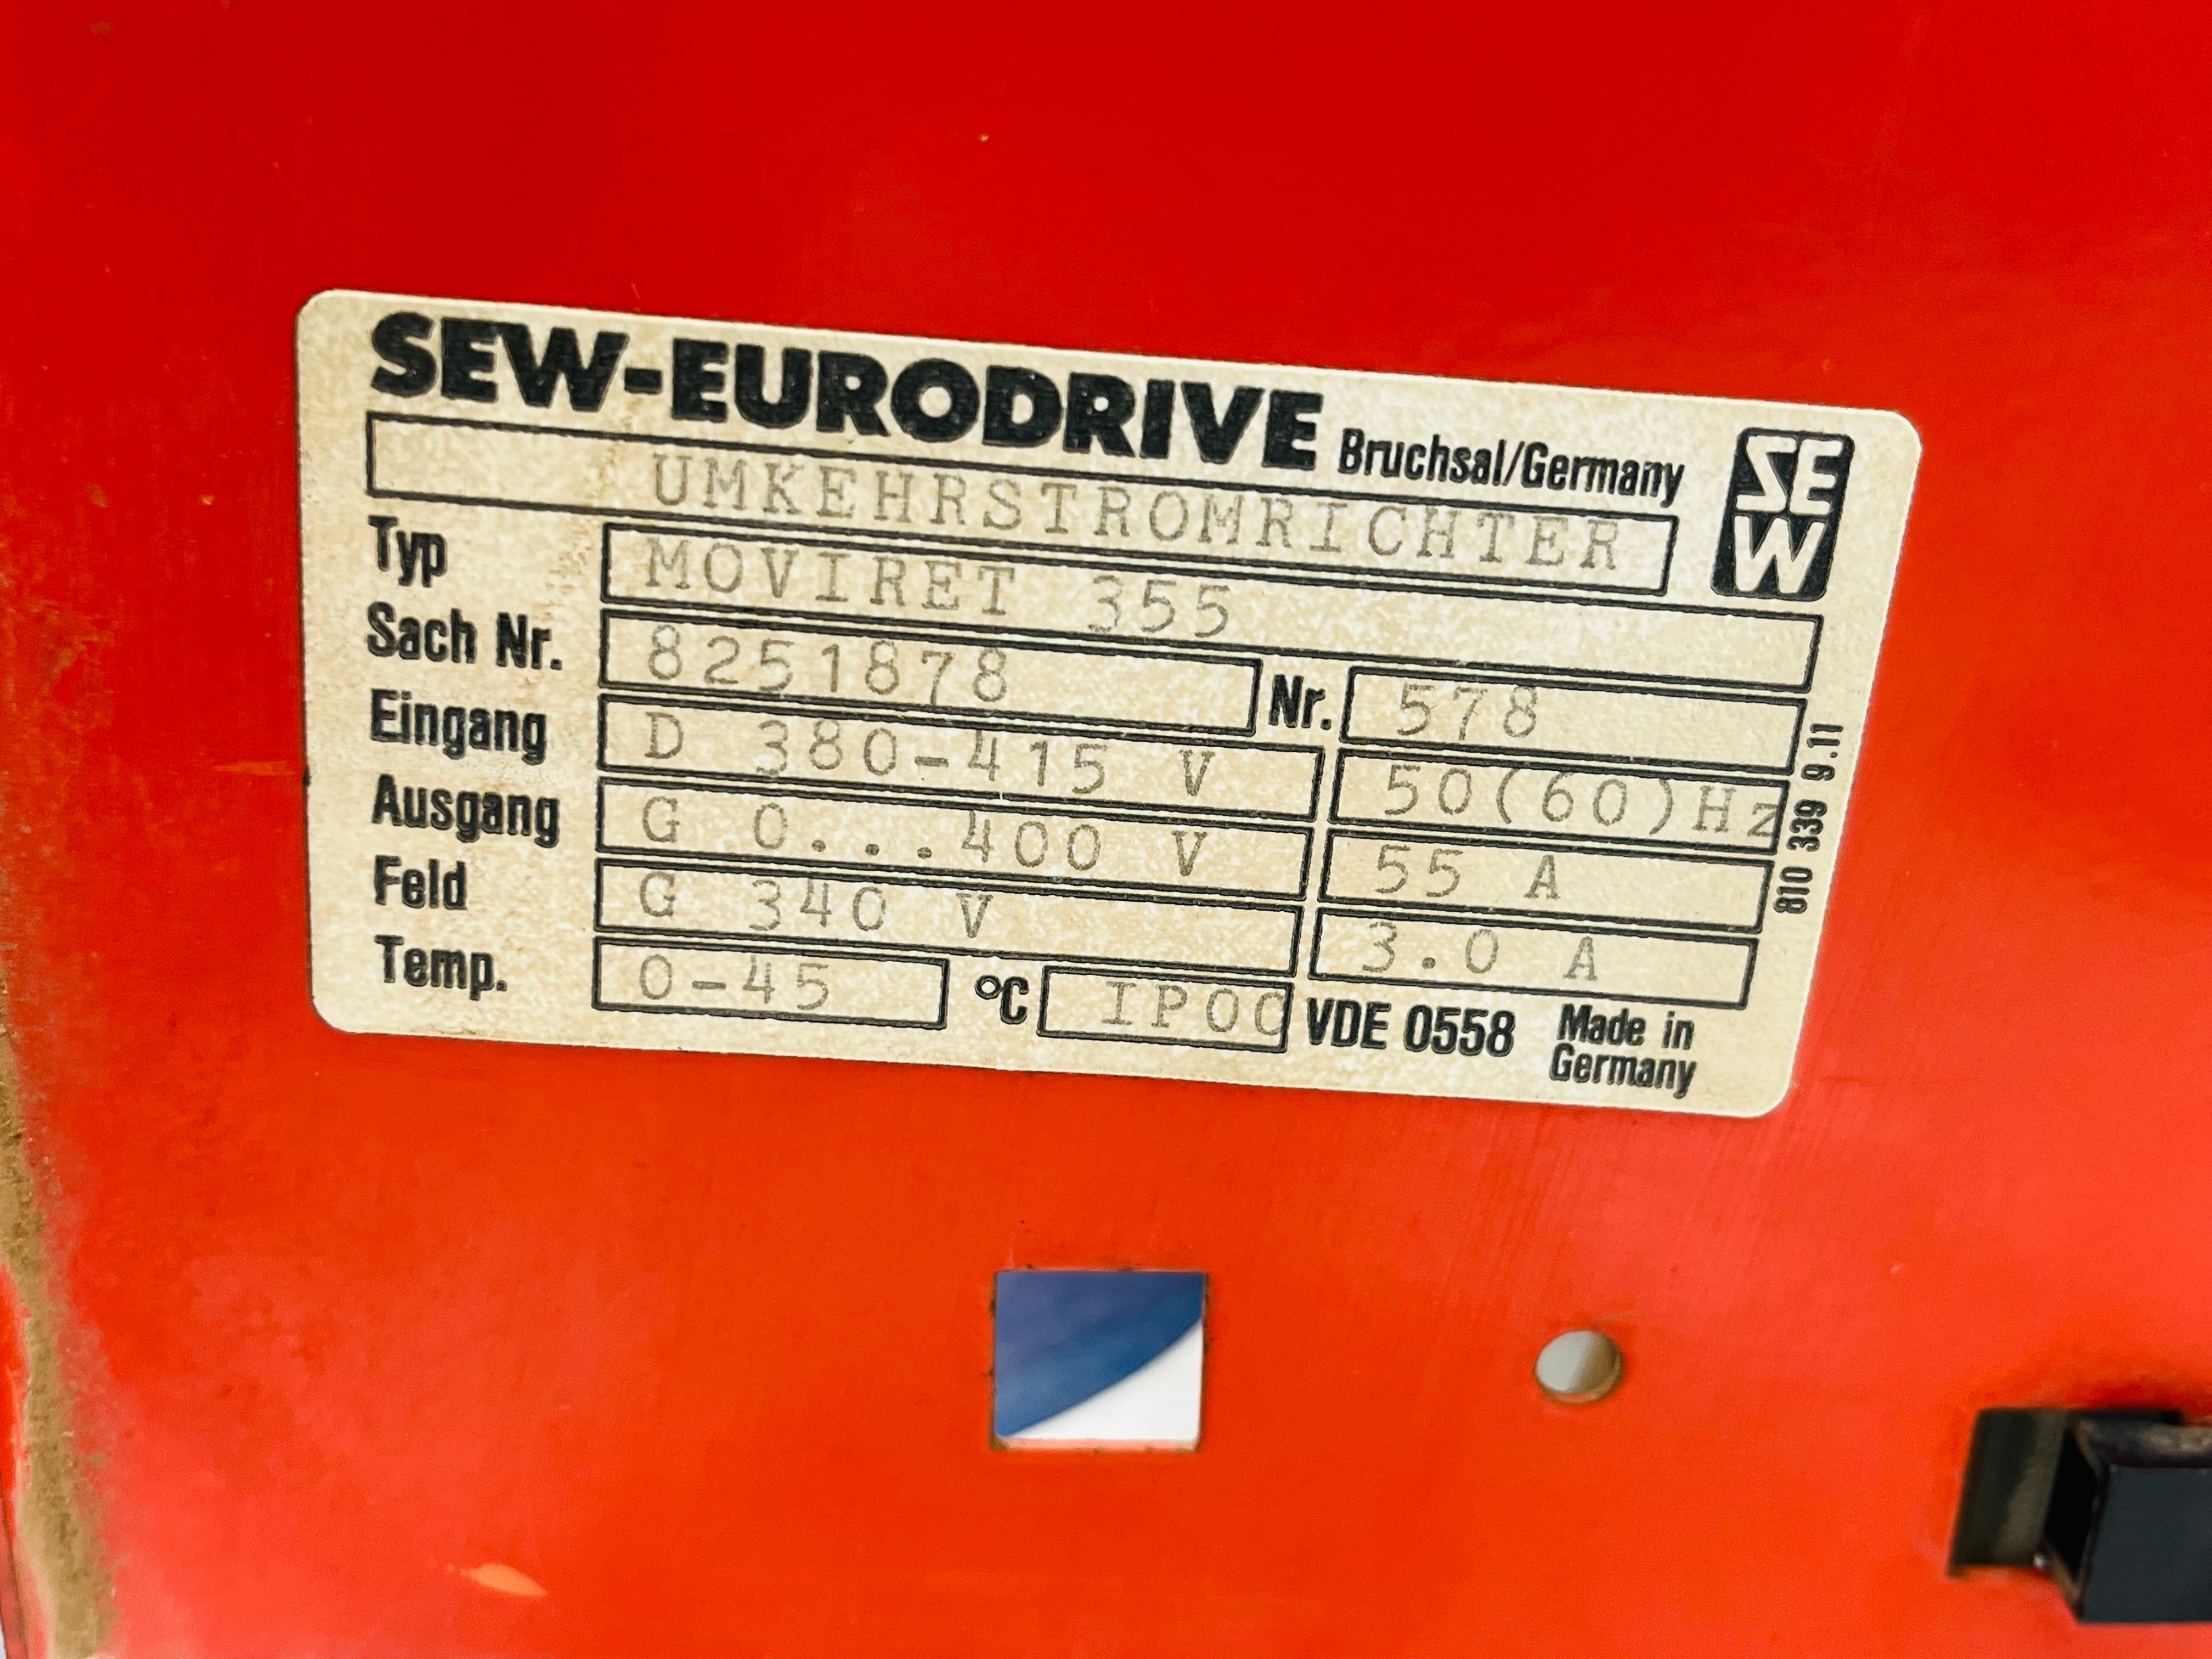 SEW-EURODRIVE Bruchsal/Germany
SEW
UMKEHRSTROMRICHTER
Typ MOVIRET 355
Sach Nr. 8251878 Nr. 578
Eingang D 380-415 V 50(60)Hz
Ausgang G 0...400 V 55 A
Feld G 340 V 3.0 A
Temp. 0-45 °C IP00 VDE 0558 Made in
Germany
810 339 9.11